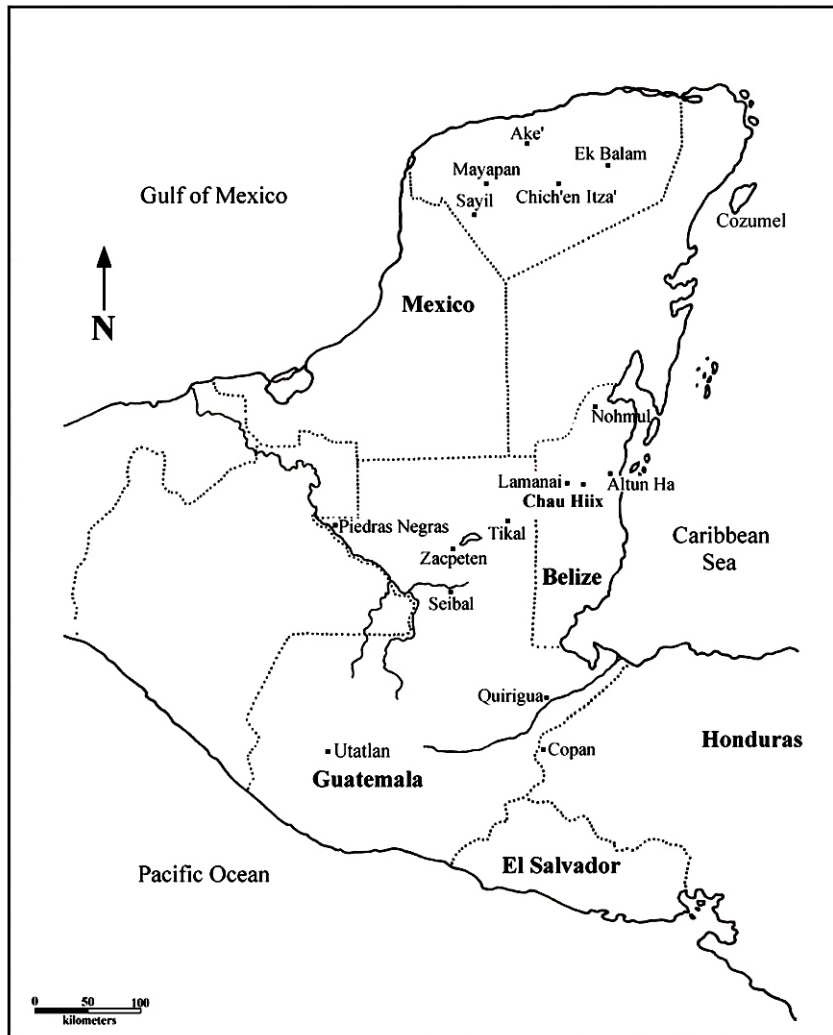 Ake'
Ek Balam
Mayapan
Gulf of Mexico
Sayil
Chich'en Itza'
Cozumel
N
Mexico
Nohmul
Lamanai
Altun Ha
Chau Hiix
Piedras Negras
Tikal
Caribbean
Sea
Zacpeten
Belize
Seibal
Quirigua
Honduras
Utatlan
Copan
Guatemala
El Salvador
Pacific Ocean
0 50 100
kilometers